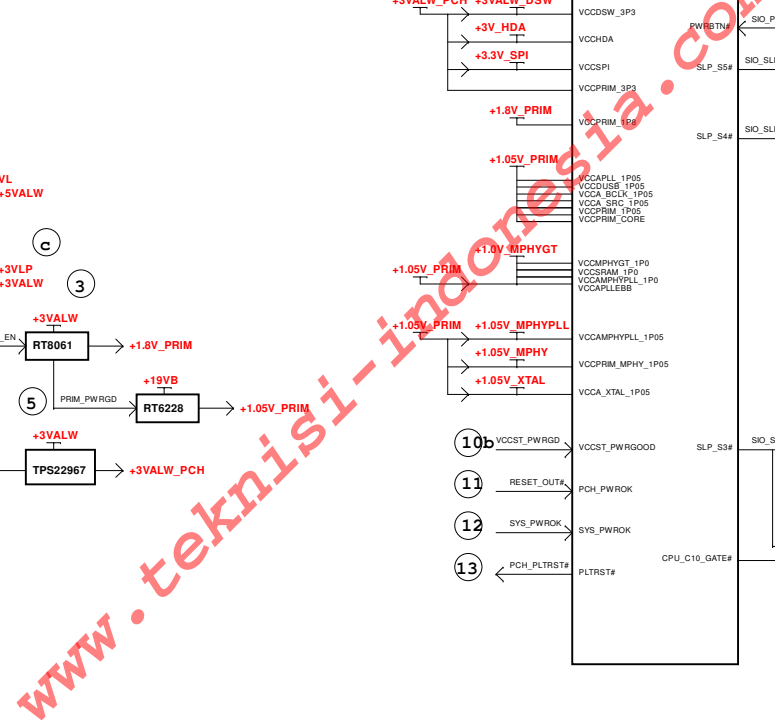 +3VALW_PCH +3VALW_DSW
VCCDSW_3P3
PWRBTN#
SIO_P
+3V_HDA
VCCHDA
+3.3V_SPI
VCCSPI
SLP_S5#
SIO_SL
VCCPRIM_3P3
+1.8V_PRIM
VCCPRIM_1P8
SLP_S4#
SIO_SL
+1.05V_PRIM
VCCAPLL_1P05
VCCDUSB_1P05
VCCA_BCLK_1P05
VCCA_SRC_1P05
VCCPRIM_1P05
VCCPRIM_CORE
VL
+5VALW
c
+1.0V_MPHYGT
+1.05V_PRIM
VCCMPHYGT_1P0
VCCSRAM_1P0
VCCAMPHYPLL_1P0
VCCAPLLEBB
+3VLP
+3VALW
3
+3VALW
_EN
RT8061
+1.8V_PRIM
+1.05V_PRIM
+1.05V_MPHYPLL
VCCAMPHYPLL_1P05
+1.05V_MPHY
VCCPRIM_MPHY_1P05
+1.05V_XTAL
VCCA_XTAL_1P05
5
PRIM_PWRGD
+19VB
RT6228
+1.05V_PRIM
+3VALW
TPS22967
+3VALW_PCH
10b
VCCST_PWRGD
VCCST_PWRGOOD
SLP_S3#
SIO_S
11
RESET_OUT#
PCH_PWROK
12
SYS_PWROK
SYS_PWROK
13
PCH_PLTRST#
PLTRST#
CPU_C10_GATE#
www.teknisi-indonesia.com